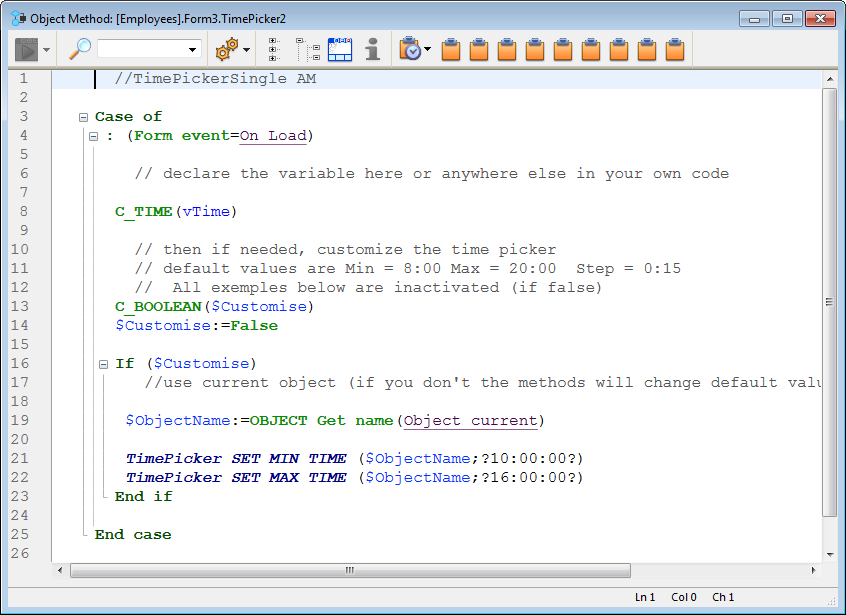 Object Method: [Employees].Form3.TimePicker2
1 //TimePickerSingle AM
2
3 Case of
4 : (Form event=On Load)
5
6 // declare the variable here or anywhere else in your own code
7
8 C_TIME(vTime)
9
10 // then if needed, customize the time picker
11 // default values are Min = 8:00 Max = 20:00  Step = 0:15
12 //  All exemples below are inactivated (if false)
13 C_BOOLEAN($Customise)
14 $Customise:=False
15
16 If ($Customise)
17 //use current object (if you don't the methods will change default valu
18
19 $ObjectName:=OBJECT Get name(Object current)
20
21 TimePicker SET MIN TIME ($ObjectName;?10:00:00?)
22 TimePicker SET MAX TIME ($ObjectName;?16:00:00?)
23 End if
24
25 End case
26
Ln 1 Col 0 Ch 1